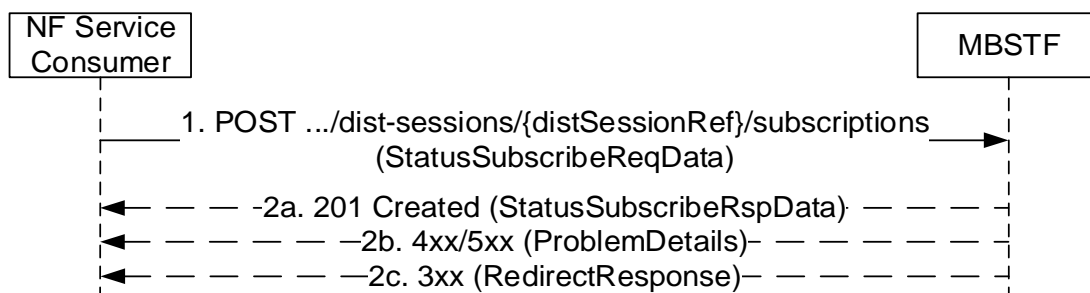 NF Service
Consumer
MBSTF
1. POST .../dist-sessions/{distSessionRef}/subscriptions
(StatusSubscribeReqData)
2a. 201 Created (StatusSubscribeRspData)
2b. 4xx/5xx (ProblemDetails)
2c. 3xx (RedirectResponse)